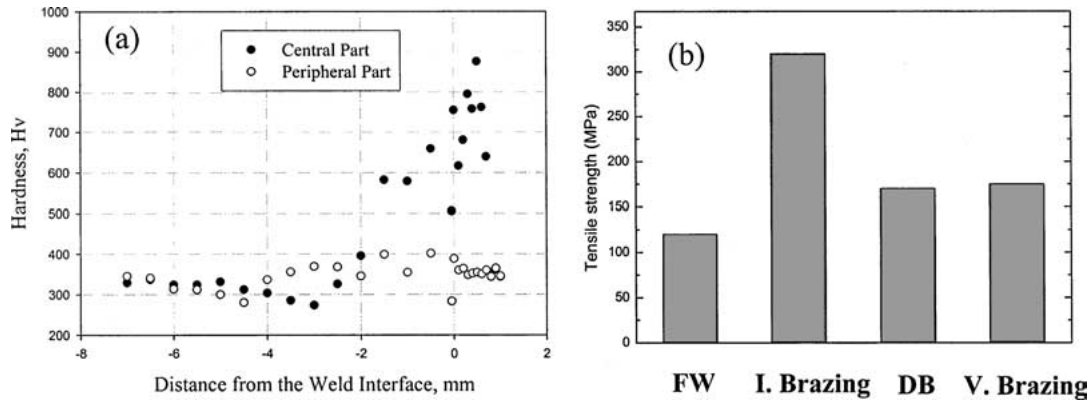 (a)
Central Part
Peripheral Part
1000
900
800
700
600
500
400
300
200
Hardness, Hv
-8
-6
-4
-2
0
2
Distance from the Weld Interface, mm
(b)
350
300
250
200
150
100
50
0
Tensile strength (MPa)
FW
I. Brazing
DB
V. Brazing